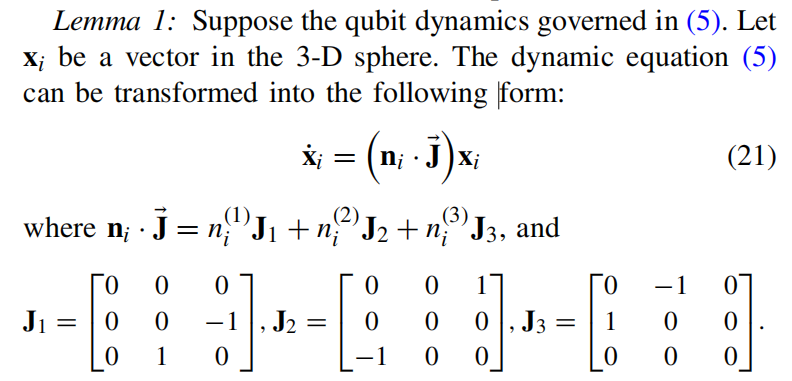 Lemma 1: Suppose the qubit dynamics governed in (5). Let
𝐱ᵢ be a vector in the 3-D sphere. The dynamic equation (5)
can be transformed into the following form:
$\dot{\mathbf{x}}_i = \left(\mathbf{n}_i \cdot \vec{\mathbf{J}}\right)\mathbf{x}_i$ (21)
where $\mathbf{n}_i \cdot \vec{\mathbf{J}} = n_i^{(1)}\mathbf{J}_1 + n_i^{(2)}\mathbf{J}_2 + n_i^{(3)}\mathbf{J}_3$, and
$\mathbf{J}_1 = \begin{bmatrix} 0 & 0 & 0 \\ 0 & 0 & -1 \\ 0 & 1 & 0 \end{bmatrix}, \mathbf{J}_2 = \begin{bmatrix} 0 & 0 & 1 \\ 0 & 0 & 0 \\ -1 & 0 & 0 \end{bmatrix}, \mathbf{J}_3 = \begin{bmatrix} 0 & -1 & 0 \\ 1 & 0 & 0 \\ 0 & 0 & 0 \end{bmatrix}.$